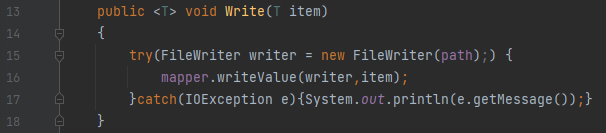 13 public <T> void Write(T item)
14 {
15 try(FileWriter writer = new FileWriter(path);) {
16 mapper.writeValue(writer,item);
17 }catch(IOException e){System.out.println(e.getMessage());}
18 }